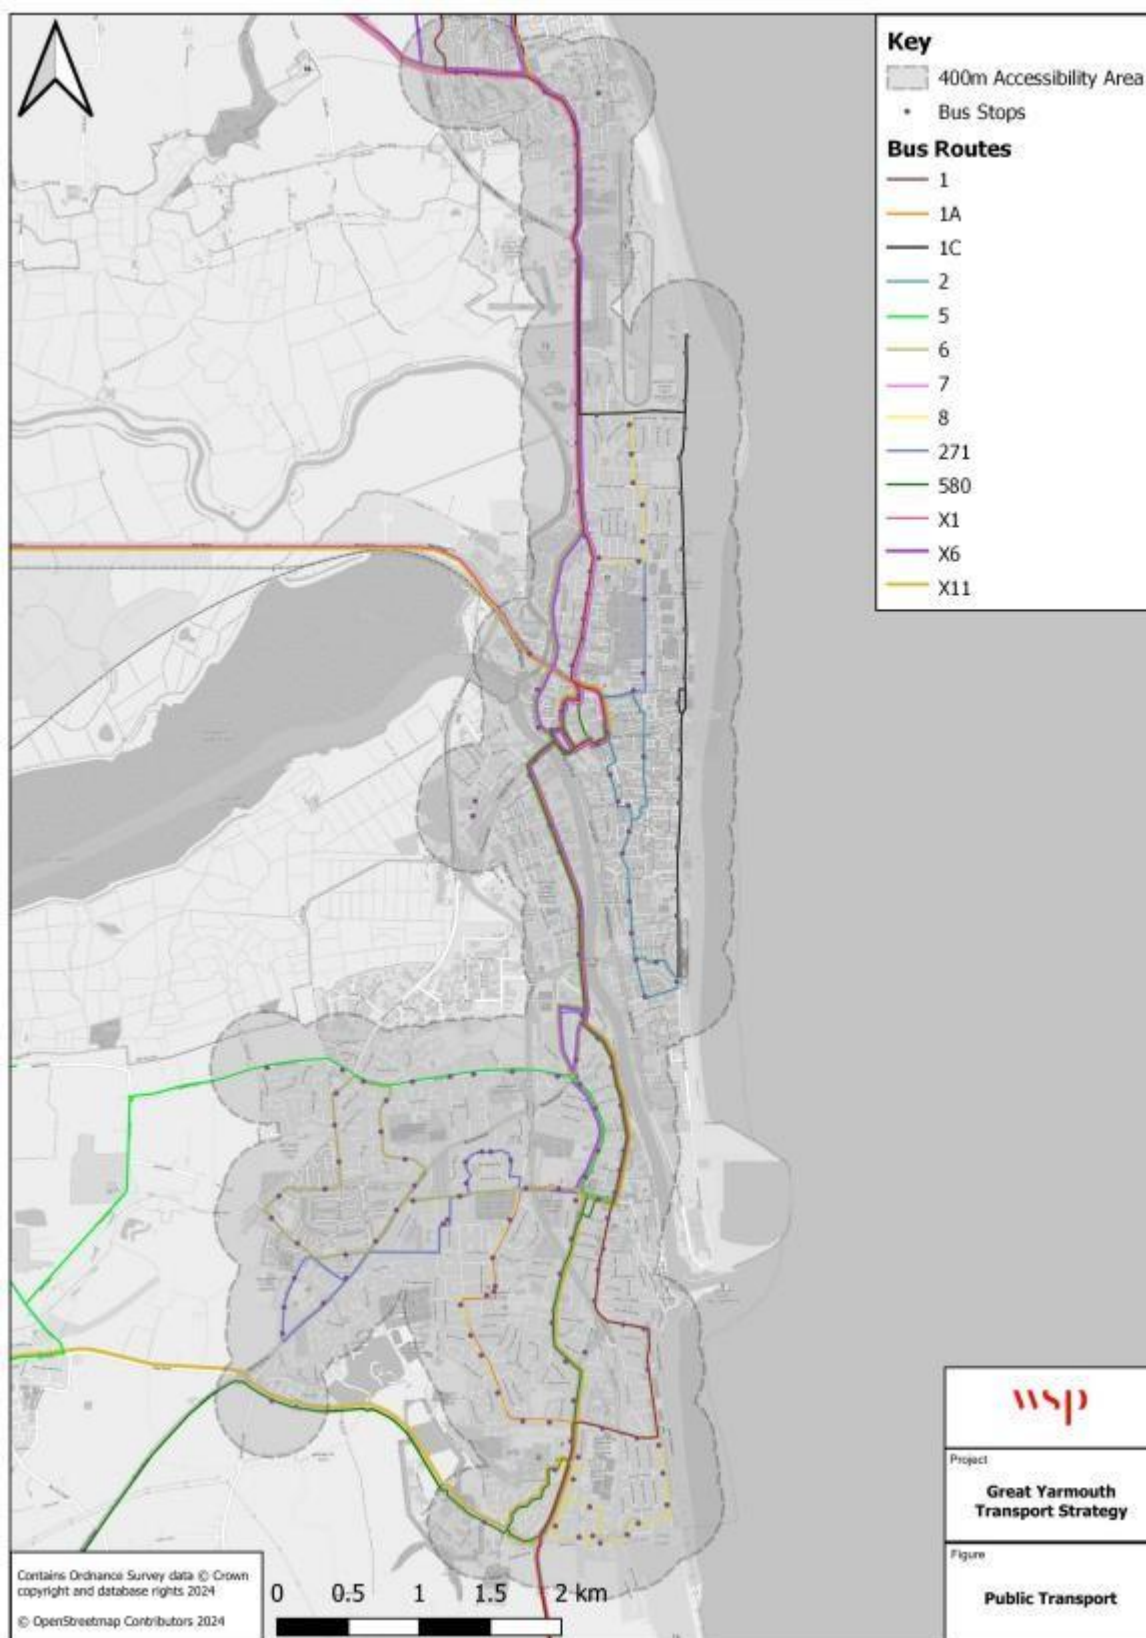 Key
400m Accessibility Area
Bus Stops
Bus Routes
1
1A
1C
2
5
6
7
8
271
580
X1
X6
X11
wsp
Project
Great Yarmouth
Transport Strategy
Figure
Public Transport
Contains Ordnance Survey data © Crown
copyright and database rights 2024
© OpenStreetmap Contributors 2024
0 0.5 1 1.5 2 km